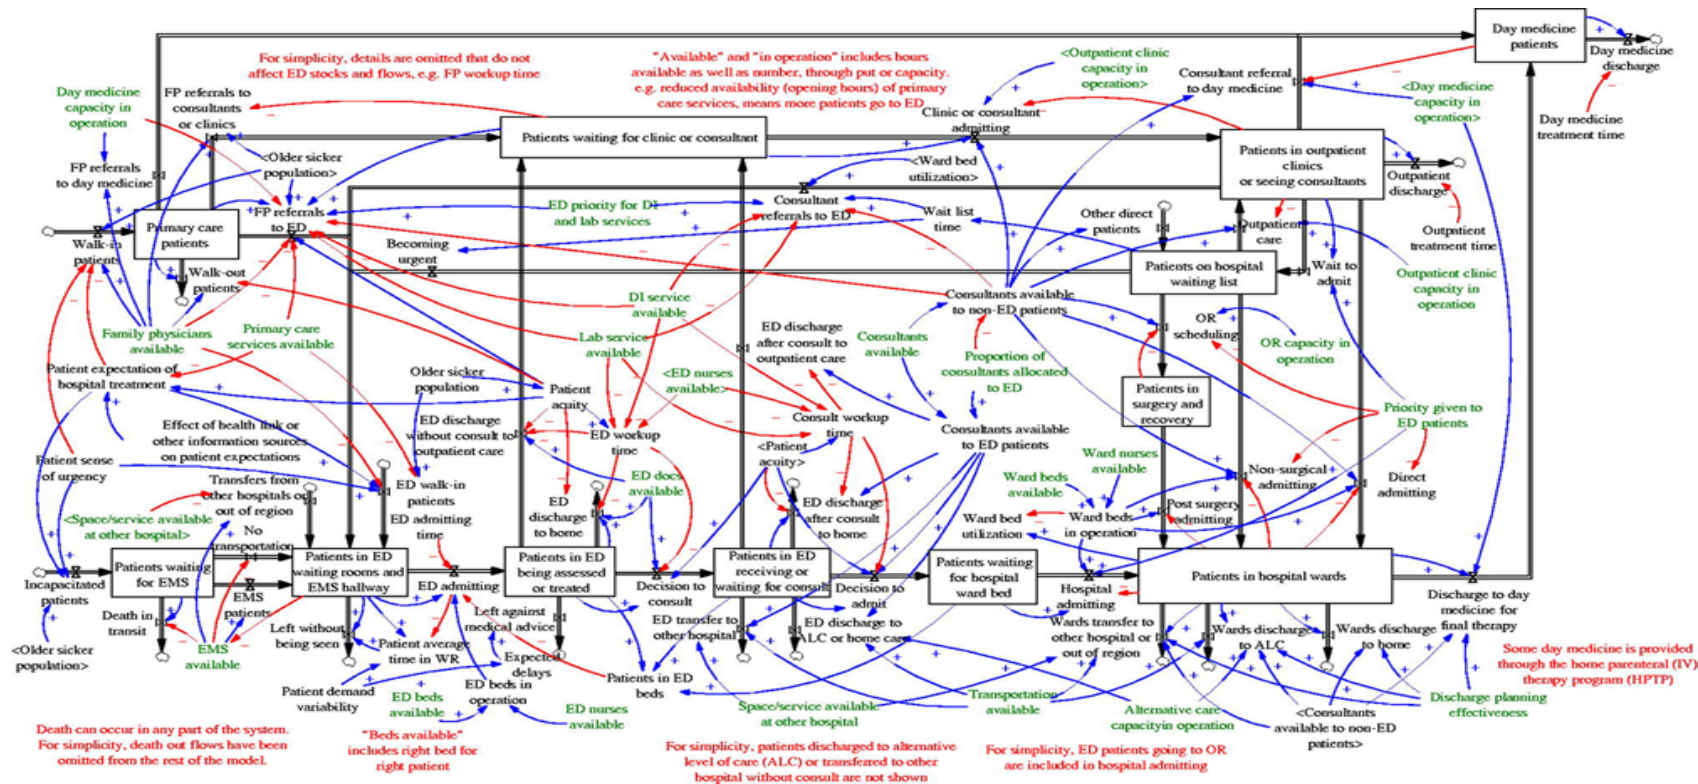 Day medicine
patients
Day medicine
discharge
Day medicine
treatment time
For simplicity, details are omitted that do not
affect ED stocks and flows, e.g. FP workup time
"Available" and "in operation" includes hours
available as well as number, through put or capacity.
e.g. reduced availability (opening hours) of primary
care services, means more patients go to ED
<Outpatient clinic
capacity in
operation>
Consultant referral
to day medicine
<Day medicine
capacity in
operation>
Day medicine
capacity in
operation
FP referrals to
consultants
or clinics
Patients waiting for clinic or consultant
Clinic or consultant
admitting
Patients in outpatient
clinics
or seeing consultants
Outpatient
discharge
Outpatient
treatment time
FP referrals
to day medicine
<Older sicker
population>
<Ward bed
utilization>
Primary care
patients
Walk-in
patients
FP referrals
to ED
ED priority for DI
and lab services
Consultant
referrals to ED
Wait list
time
Other direct
patients
Outpatient
care
Becoming
urgent
Walk-out
patients
Patients on hospital
waiting list
Wait to
admit
Outpatient clinic
capacity in
operation
Family physicians
available
Primary care
services available
DI service
available
Lab service
available
ED discharge
after consult to
outpatient care
Consultants
available
Consultants available
to non-ED patients
Proportion of
consultants allocated
to ED
OR
scheduling
OR capacity in
operation
Patient expectation of
hospital treatment
Older sicker
population
Patient
acuity
<ED nurses
available>
Patients in
surgery and
recovery
Effect of health link or
other information sources
on patient expectations
ED discharge
without consult to
outpatient care
ED workup
time
Consult workup
time
Consultants available
to ED patients
Priority given to
ED patients
Patient sense
of urgency
<Patient
acuity>
Ward nurses
available
Ward beds
available
Non-surgical
admitting
Direct
admitting
Transfers from
other hospitals or
out of region
ED walk-in
patients
ED docs
available
ED
discharge
to home
ED discharge
after consult
to home
Post surgery
admitting
<Space/service available
at other hospital>
No
transportation
ED admitting
time
Ward bed
utilization
Ward beds
in operation
Incapacitated
patients
Patients waiting
for EMS
EMS
patients
Patients in ED
waiting rooms and
EMS hallway
ED admitting
Patients in ED
being assessed
or treated
Decision to
consult
Patients in ED
receiving or
waiting for consult
Decision to
admit
Patients waiting
for hospital
ward bed
Hospital
admitting
Patients in hospital wards
Discharge to day
medicine for
final therapy
Death in
transit
EMS
available
<Older sicker
population>
Left without
being seen
Patient average
time in WR
Left against
medical advice
Expected
delays
ED transfer to
other hospital
ED discharge to
ALC or home care
Wards transfer to
other hospital or
out of region
Wards discharge
to ALC
Wards discharge
to home
Patient demand
variability
ED beds
available
ED beds in
operation
ED nurses
available
Patients in ED
beds
Space/service available
at other hospital
Transportation
available
Alternative care
capacityin operation
<Consultants
available to non-ED
patients>
Discharge planning
effectiveness
Some day medicine is provided
through the home parenteral (IV)
therapy program (HPTP)
Death can occur in any part of the system.
For simplicity, death out flows have been
omitted from the rest of the model.
"Beds available"
includes right bed for
right patient
For simplicity, patients discharged to alternative
level of care (ALC) or transferred to other
hospital without consult are not shown
For simplicity, ED patients going to OR
are included in hospital admitting